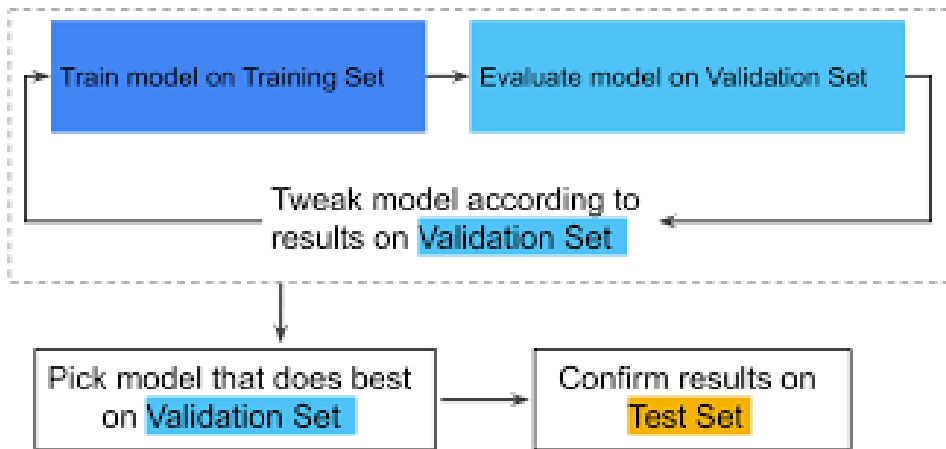 Train model on Training Set
Evaluate model on Validation Set
Tweak model according to
results on Validation Set
Pick model that does best
on Validation Set
Confirm results on
Test Set